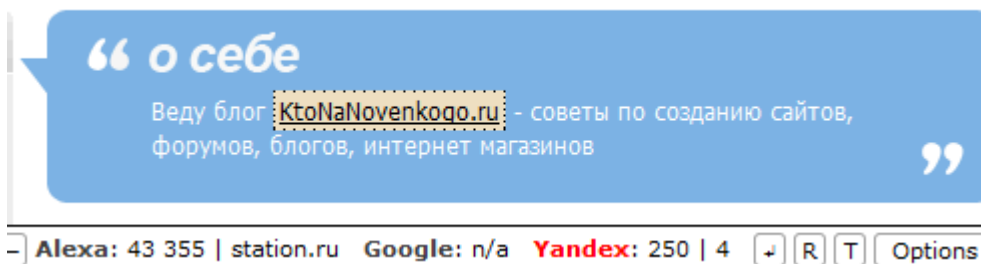 “ о себе
Веду блог KtoNaNovenkogo.ru - советы по созданию сайтов,
форумов, блогов, интернет магазинов
”
Alexa: 43 355 | station.ru Google: n/a Yandex: 250 | 4 R T Options